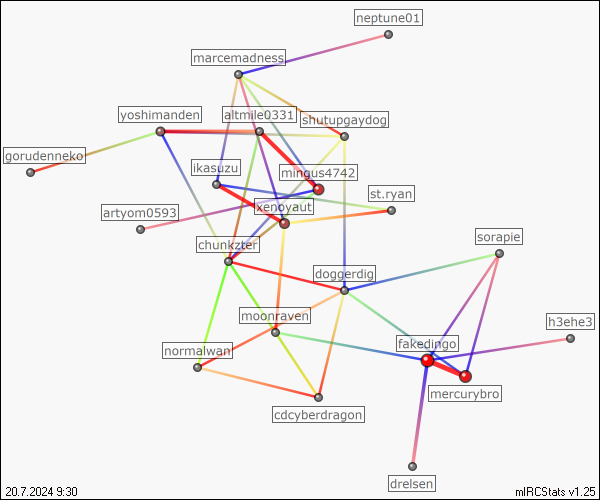 neptune01
marcemadness
yoshimanden
altmile0331
shutupgaydog
gorudenneko
ikasuzu
mingus4742
st.ryan
xenoyaut
artyom0593
sorapie
chunkzter
doggerdig
moonraven
h3ehe3
fakedingo
normalwan
mercurybro
cdcyberdragon
drelsen
20.7.2024 9:30
mIRCStats v1.25